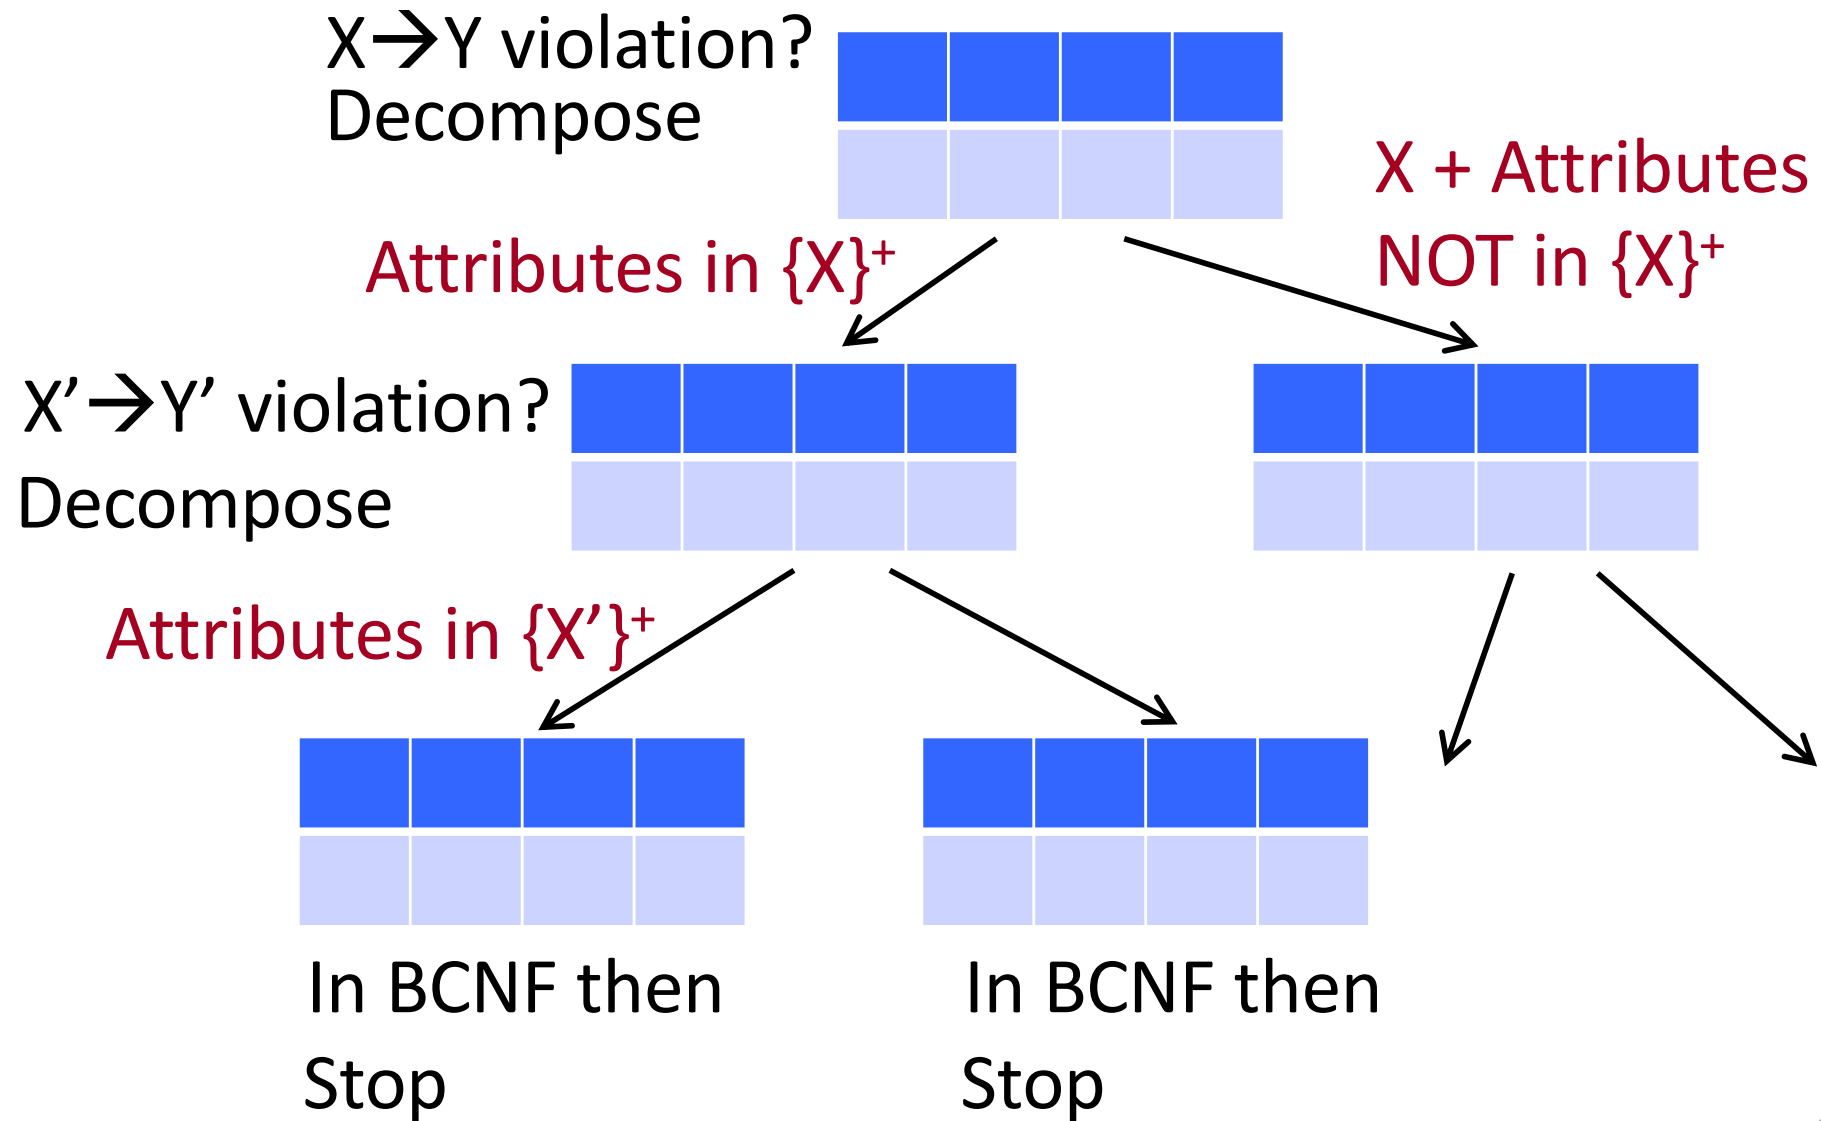 X→Y violation?
Decompose
X + Attributes
NOT in {X}⁺
Attributes in {X}⁺
X’→Y’ violation?
Decompose
Attributes in {X’}⁺
In BCNF then
Stop
In BCNF then
Stop